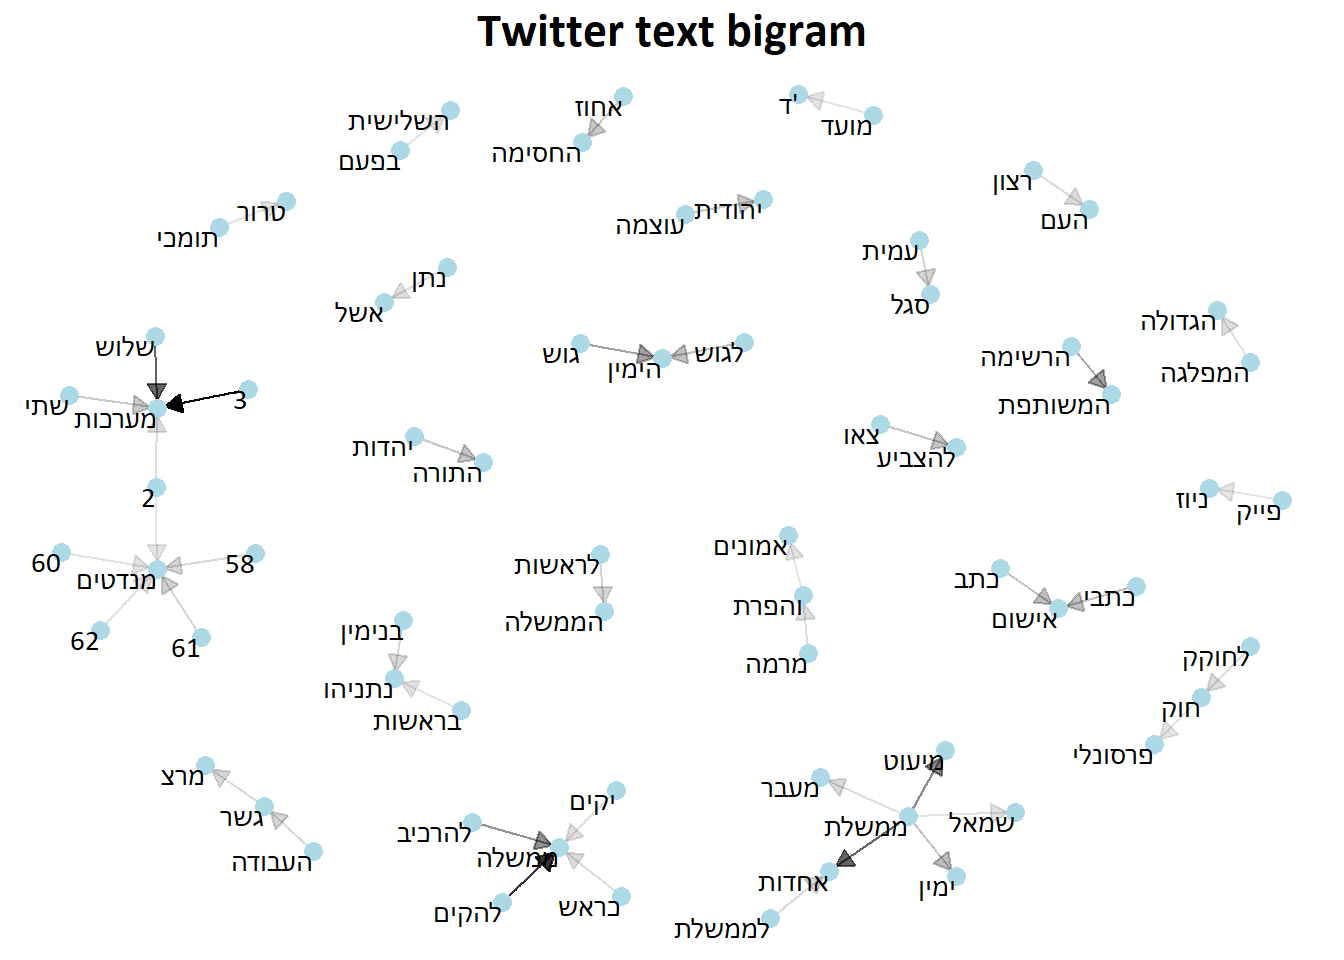 Twitter text bigram
אחוז
החסימה
ד'
מועד
השלישית
בפעם
רצון
העם
טרור
תומכי
יהודית
עוצמה
עמית
סגל
נתן
אשל
הגדולה
המפלגה
שלוש
גוש
לגוש
הימין
הרשימה
המשותפת
שתי
3
מערכות
יהדות
התורה
צאו
להצביע
2
ניוז
פייק
60
58
מנדטים
62
61
לראשות
הממשלה
אמונים
והפרת
מרמה
כתב
כתבי
אישום
בנימין
נתניהו
בראשות
לחוקק
חוק
פרסונלי
מרצ
גשר
העבודה
יקים
להרכיב
ממשלה
להקים
כראש
מיעוט
מעבר
ממשלת
שמאל
אחדות
ימין
לממשלת